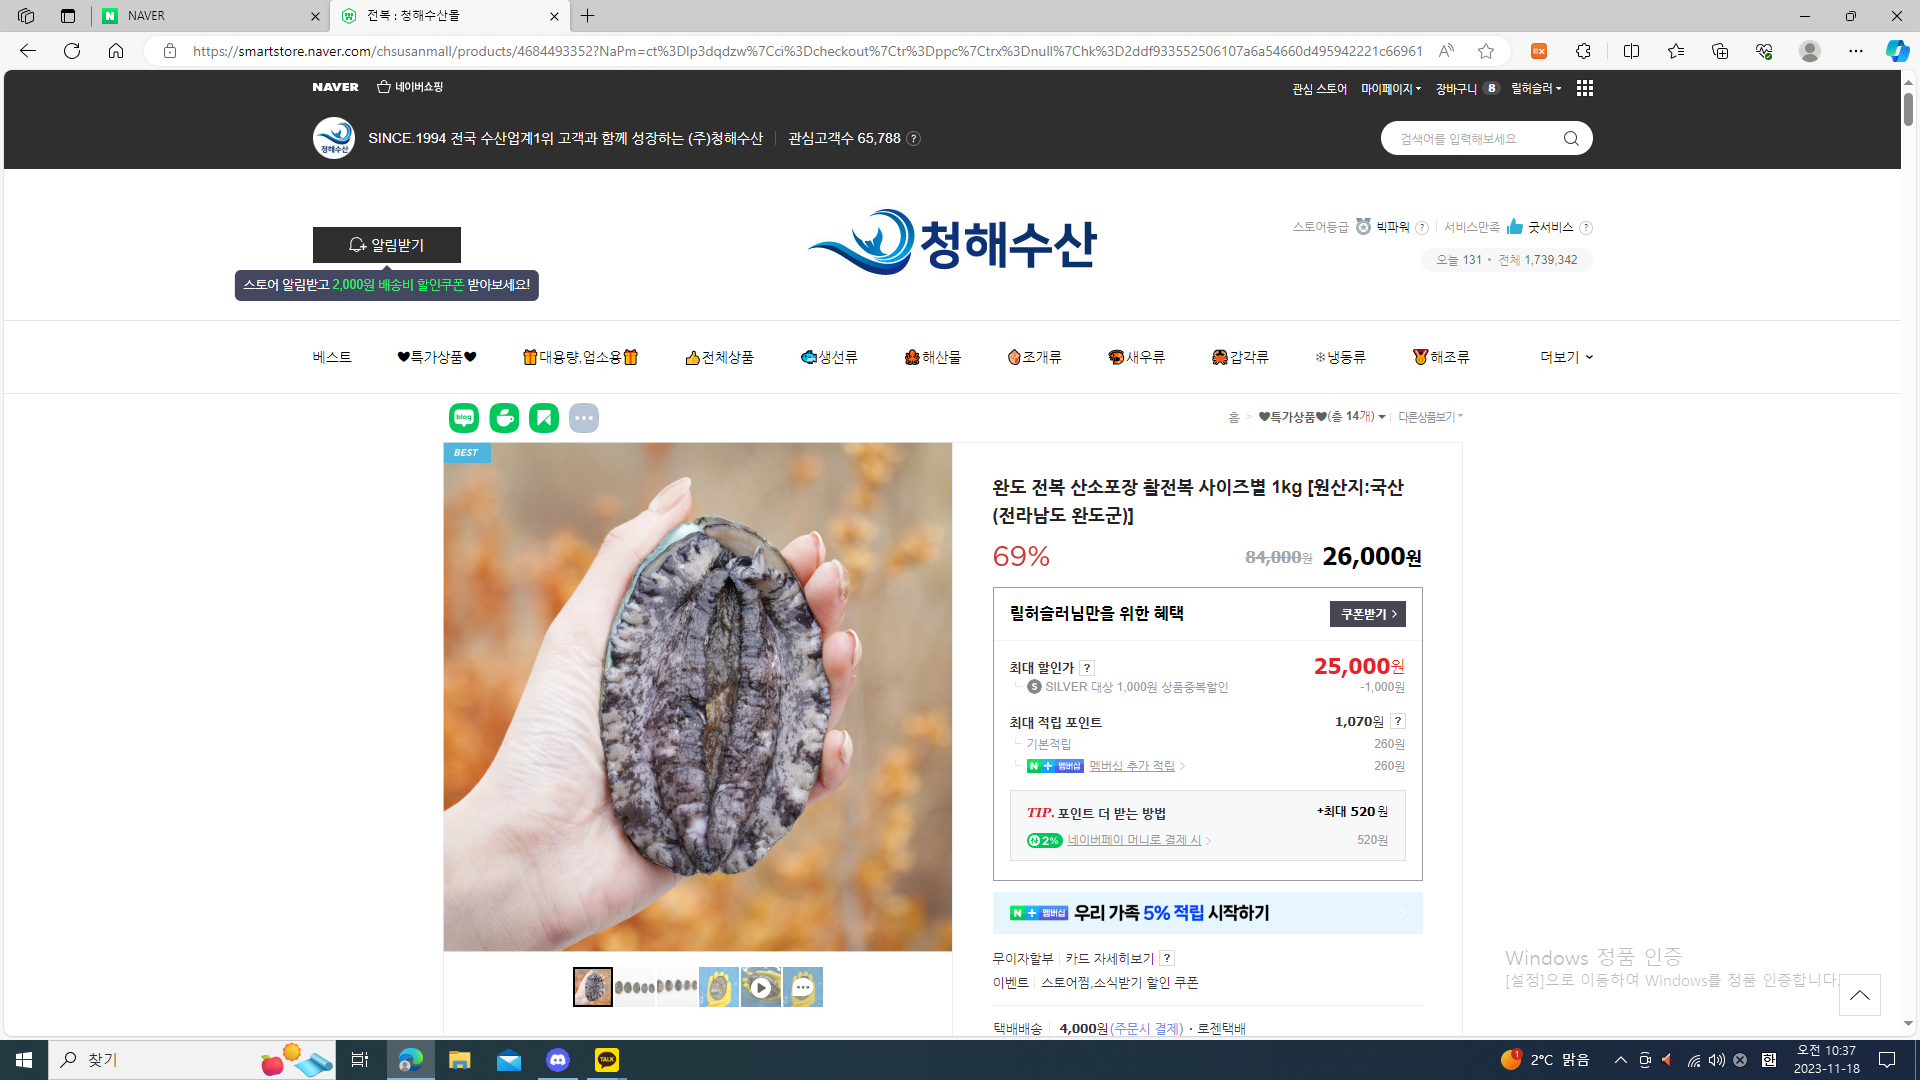 NAVER
전복 : 청해수산몰
https://smartstore.naver.com/chsusanmall/products/4684493352?NaPm=ct%3Dlp3dqdzw%7Cci%3Dcheckout%7Ctr%3Dppc%7Ctrx%3Dnull%7Chk%3D2ddf933552506107a6a54660d495942221c66961
NAVER 네이버쇼핑
관심 스토어 마이페이지 장바구니 8 릴허슬러
청해수산 SINCE.1994 전국 수산업계1위 고객과 함께 성장하는 (주)청해수산 관심고객수 65,788 ?
검색어를 입력해보세요
알림받기
스토어 알림받고 2,000원 배송비 할인쿠폰 받아보세요!
청해수산
스토어등급 빅파워 ? 서비스만족 굿서비스 ?
오늘 131 • 전체 1,739,342
베스트 ♥특가상품♥ 대용량,업소용 전체상품 생선류 해산물 조개류 새우류 갑각류 냉동류 해조류 더보기
blog
홈 > ♥특가상품♥(총 14개) 다른상품보기
BEST
완도 전복 산소포장 활전복 사이즈별 1kg [원산지:국산
(전라남도 완도군)]
69% 84,000원 26,000원
릴허슬러님만을 위한 혜택 쿠폰받기 >
최대 할인가 ? 25,000원
S SILVER 대상 1,000원 상품중복할인 -1,000원
최대 적립 포인트 1,070원 ?
기본적립 260원
N + 멤버십 멤버십 추가 적립 > 260원
TIP. 포인트 더 받는 방법 +최대 520원
N 2% 네이버페이 머니로 결제 시 > 520원
N + 멤버십 우리 가족 5% 적립 시작하기
무이자할부 카드 자세히보기 ?
이벤트 스토어찜,소식받기 할인 쿠폰
택배배송 4,000원(주문시 결제) · 로젠택배
Windows 정품 인증
[설정]으로 이동하여 Windows를 정품 인증합니다.
찾기
TALK
1 2°C 맑음
한
오전 10:37
2023-11-18